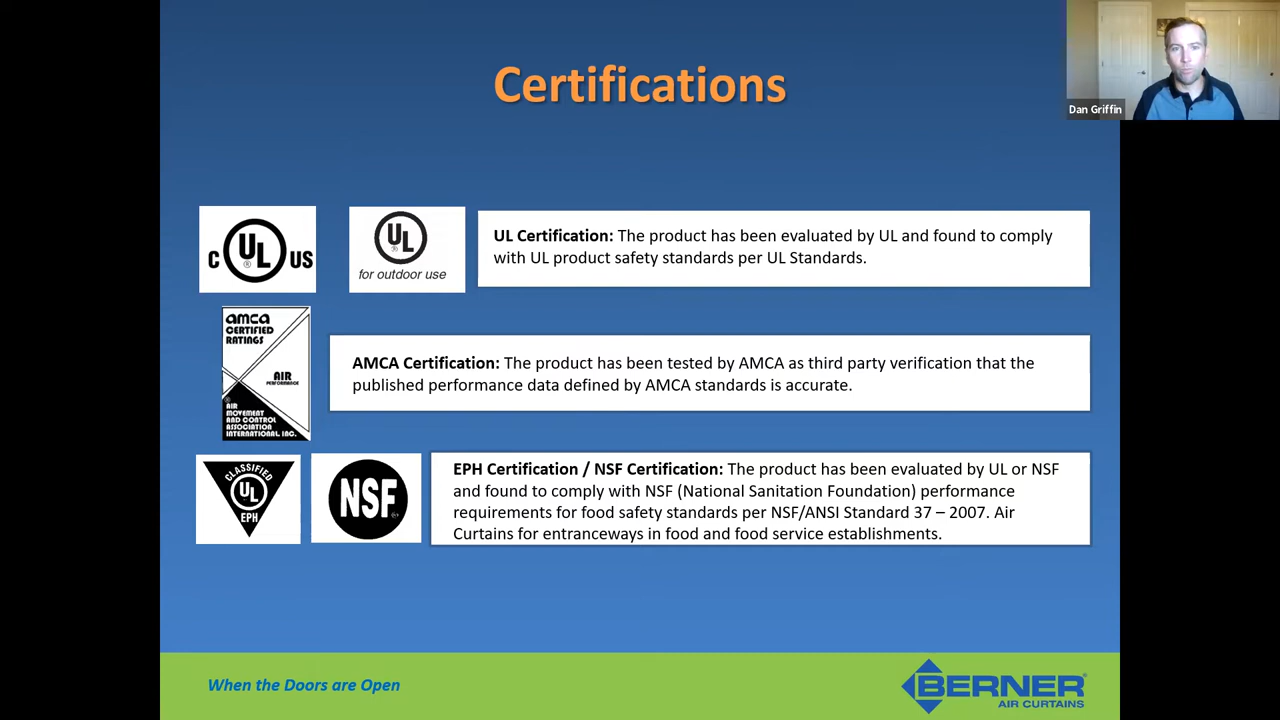 Certifications
Dan Griffin
C UL US
®
UL
®
for outdoor use
UL Certification: The product has been evaluated by UL and found to comply
with UL product safety standards per UL Standards.
amca
CERTIFIED
RATINGS
AIR
PERFORMANCE
®
AIR
MOVEMENT
AND CONTROL
ASSOCIATION
INTERNATIONAL, INC.
AMCA Certification: The product has been tested by AMCA as third party verification that the
published performance data defined by AMCA standards is accurate.
CLASSIFIED
UL
®
EPH
NSF
®
EPH Certification / NSF Certification: The product has been evaluated by UL or NSF
and found to comply with NSF (National Sanitation Foundation) performance
requirements for food safety standards per NSF/ANSI Standard 37 – 2007. Air
Curtains for entranceways in food and food service establishments.
When the Doors are Open
BERNER®
AIR CURTAINS